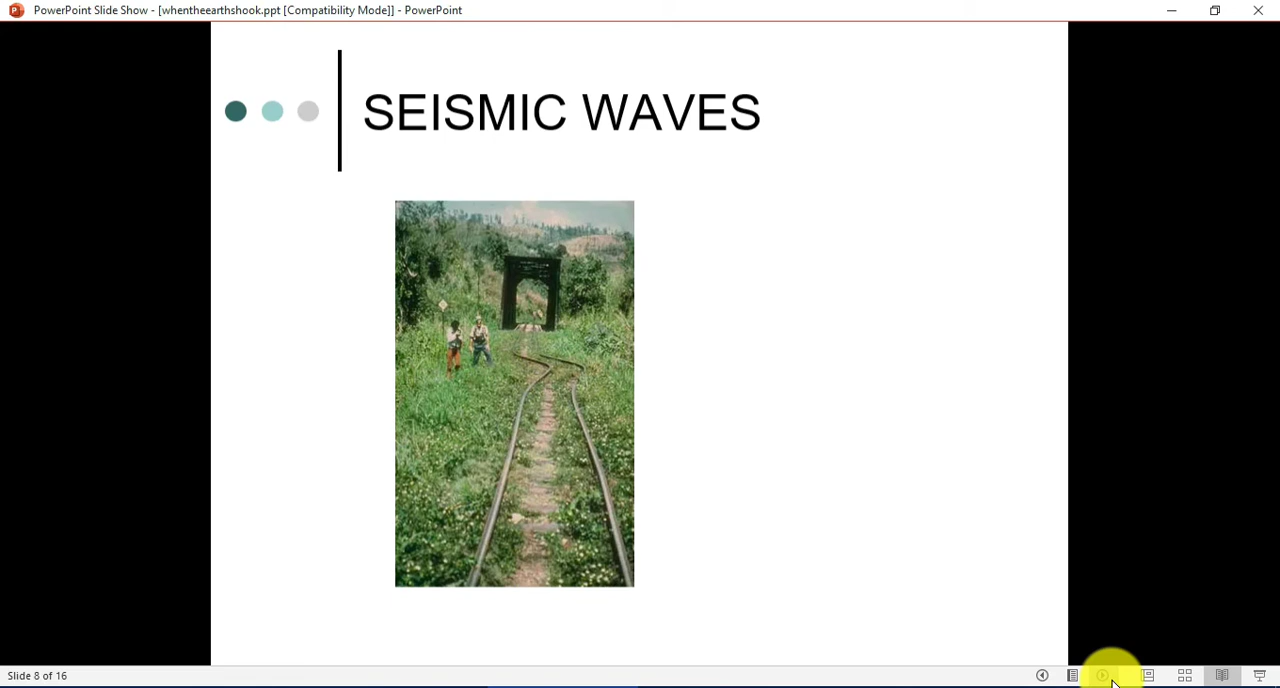 PowerPoint Slide Show - [whentheearthshook.ppt [Compatibility Mode]] - PowerPoint
SEISMIC WAVES
Slide 8 of 16